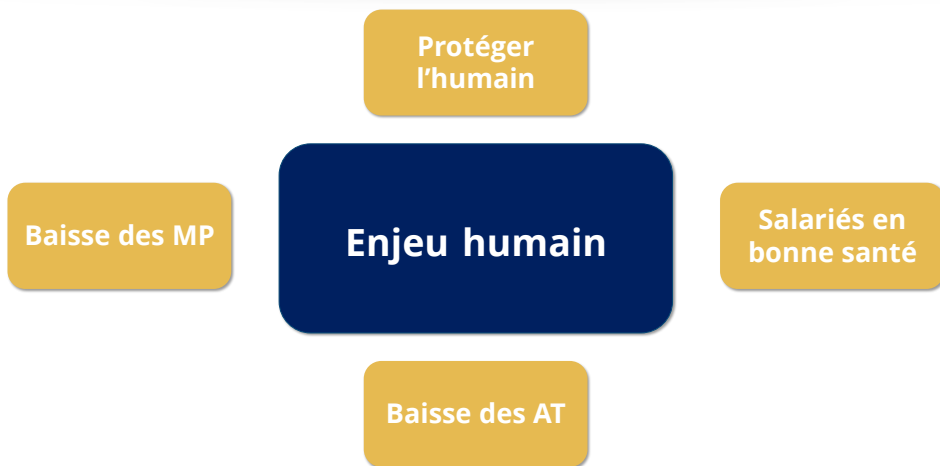 Protéger
l’humain
Baisse des MP
Enjeu humain
Salariés en
bonne santé
Baisse des AT